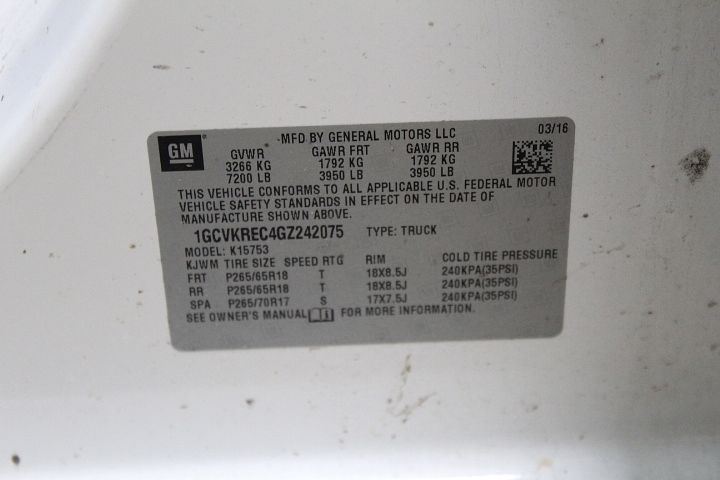 GM
MFD BY GENERAL MOTORS LLC
03/16
GVWR GAWR FRT GAWR RR
3266 KG 1792 KG 1792 KG
7200 LB 3950 LB 3950 LB
THIS VEHICLE CONFORMS TO ALL APPLICABLE U.S. FEDERAL MOTOR
VEHICLE SAFETY STANDARDS IN EFFECT ON THE DATE OF
MANUFACTURE SHOWN ABOVE.
1GCVKREC4GZ242075 TYPE: TRUCK
MODEL: K15753
KJWM TIRE SIZE SPEED RTG RIM COLD TIRE PRESSURE
FRT P265/65R18 T 18X8.5J 240KPA(35PSI)
RR P265/65R18 T 18X8.5J 240KPA(35PSI)
SPA P265/70R17 S 17X7.5J 240KPA(35PSI)
SEE OWNER'S MANUAL FOR MORE INFORMATION.